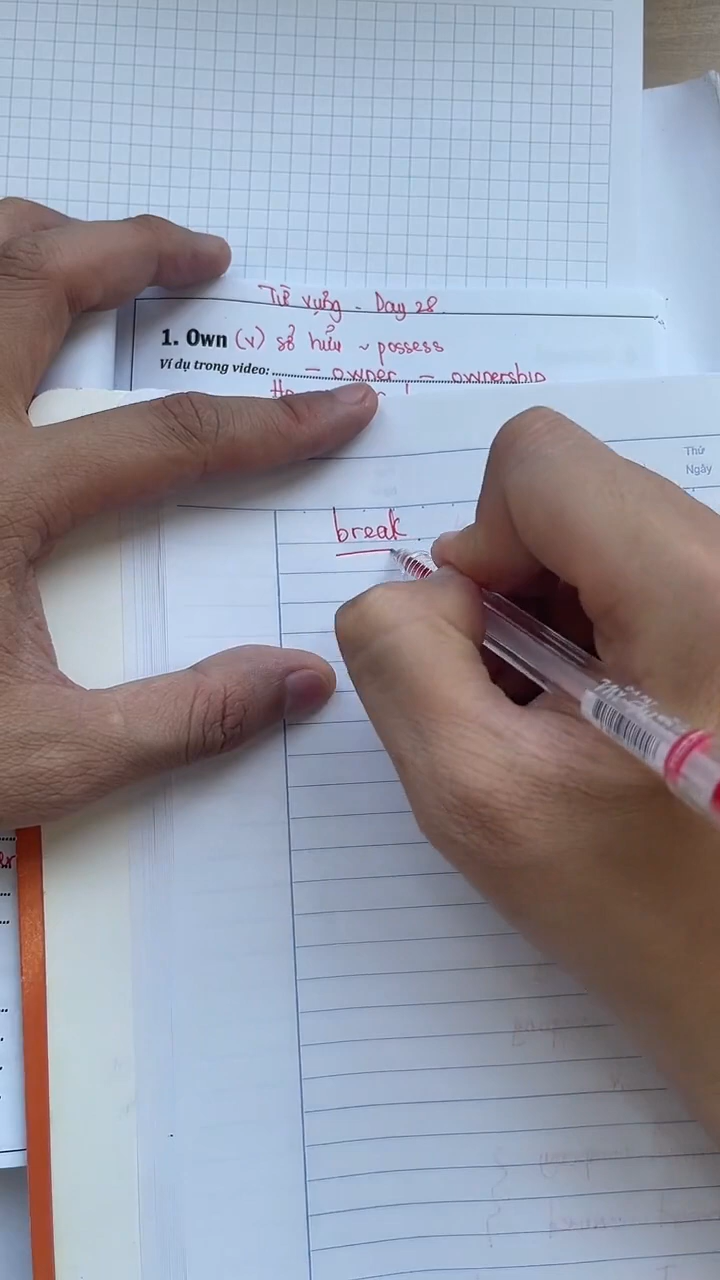 Từ vựng - Day 28
1. Own (v) sở hữu ~ possess
Ví dụ trong video: - owner - ownership
Thứ
Ngày
break